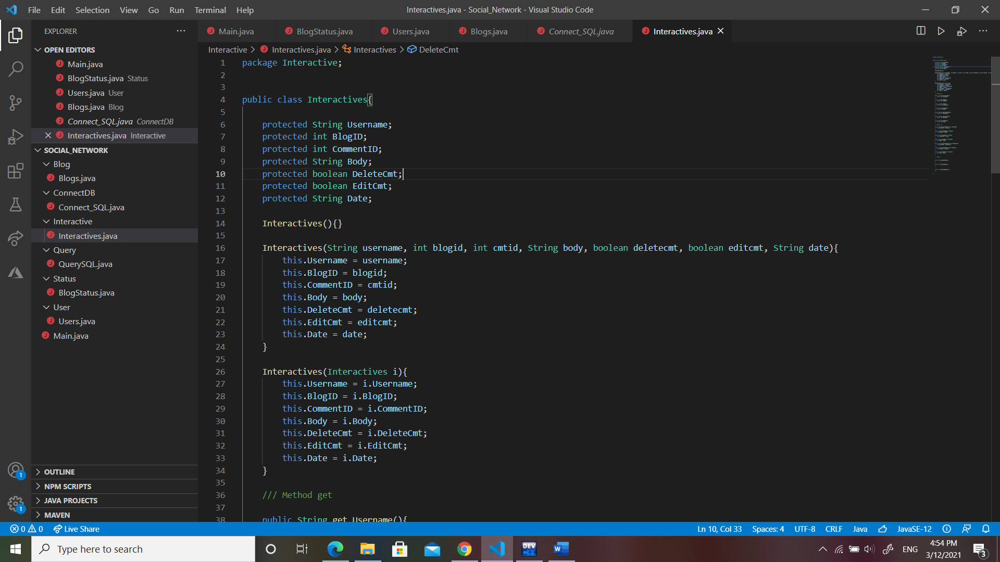 File Edit Selection View Go Run Terminal Help
Interactives.java - Social_Network - Visual Studio Code
EXPLORER
OPEN EDITORS
Main.java
BlogStatus.java Status
Users.java User
Blogs.java Blog
Connect_SQL.java ConnectDB
Interactives.java Interactive
SOCIAL_NETWORK
Blog
Blogs.java
ConnectDB
Connect_SQL.java
Interactive
Interactives.java
Query
QuerySQL.java
Status
BlogStatus.java
User
Users.java
Main.java
OUTLINE
NPM SCRIPTS
JAVA PROJECTS
MAVEN
Main.java BlogStatus.java Users.java Blogs.java Connect_SQL.java Interactives.java
Interactive > Interactives.java > Interactives > DeleteCmt
1 package Interactive;
2
3
4 public class Interactives{
5
6 protected String Username;
7 protected int BlogID;
8 protected int CommentID;
9 protected String Body;
10 protected boolean DeleteCmt;
11 protected boolean EditCmt;
12 protected String Date;
13
14 Interactives(){}
15
16 Interactives(String username, int blogid, int cmtid, String body, boolean deletecmt, boolean editcmt, String date){
17 this.Username = username;
18 this.BlogID = blogid;
19 this.CommentID = cmtid;
20 this.Body = body;
21 this.DeleteCmt = deletecmt;
22 this.EditCmt = editcmt;
23 this.Date = date;
24 }
25
26 Interactives(Interactives i){
27 this.Username = i.Username;
28 this.BlogID = i.BlogID;
29 this.CommentID = i.CommentID;
30 this.Body = i.Body;
31 this.DeleteCmt = i.DeleteCmt;
32 this.EditCmt = i.EditCmt;
33 this.Date = i.Date;
34 }
35
36 /// Method get
37
38 public String get_Username(){
0 0 Live Share
Ln 10, Col 33 Spaces: 4 UTF-8 CRLF Java JavaSE-12
Type here to search
DEV C++
W
ENG
4:54 PM
3/12/2021
3
1
1